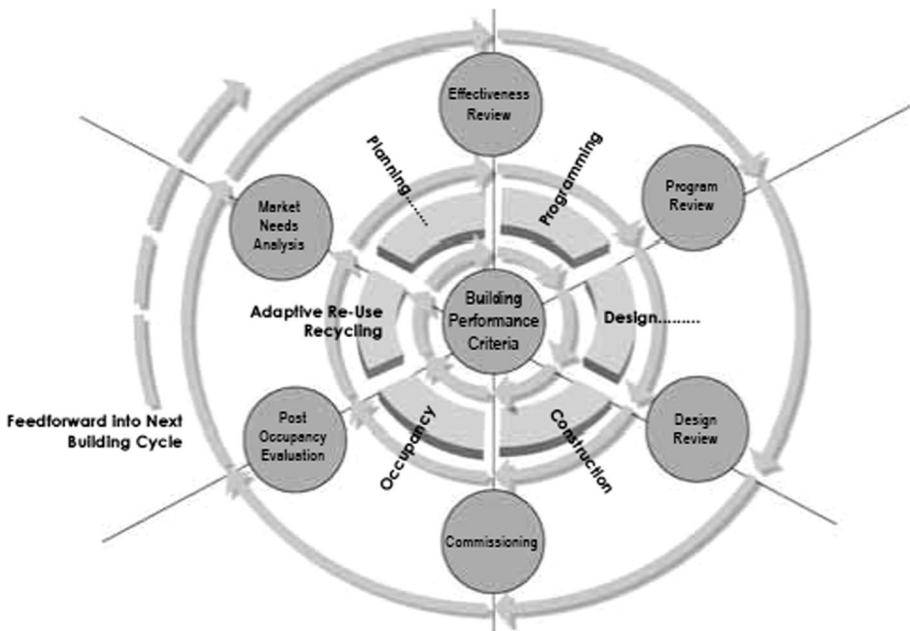 Effectiveness
Review
Planning......
Programming
Program
Review
Market
Needs
Analysis
Building
Performance
Criteria
Adaptive Re-Use
Recycling
Design.........
Feedforward into Next
Building Cycle
Post
Occupancy
Evaluation
Occupancy
Construction
Design
Review
Commissioning